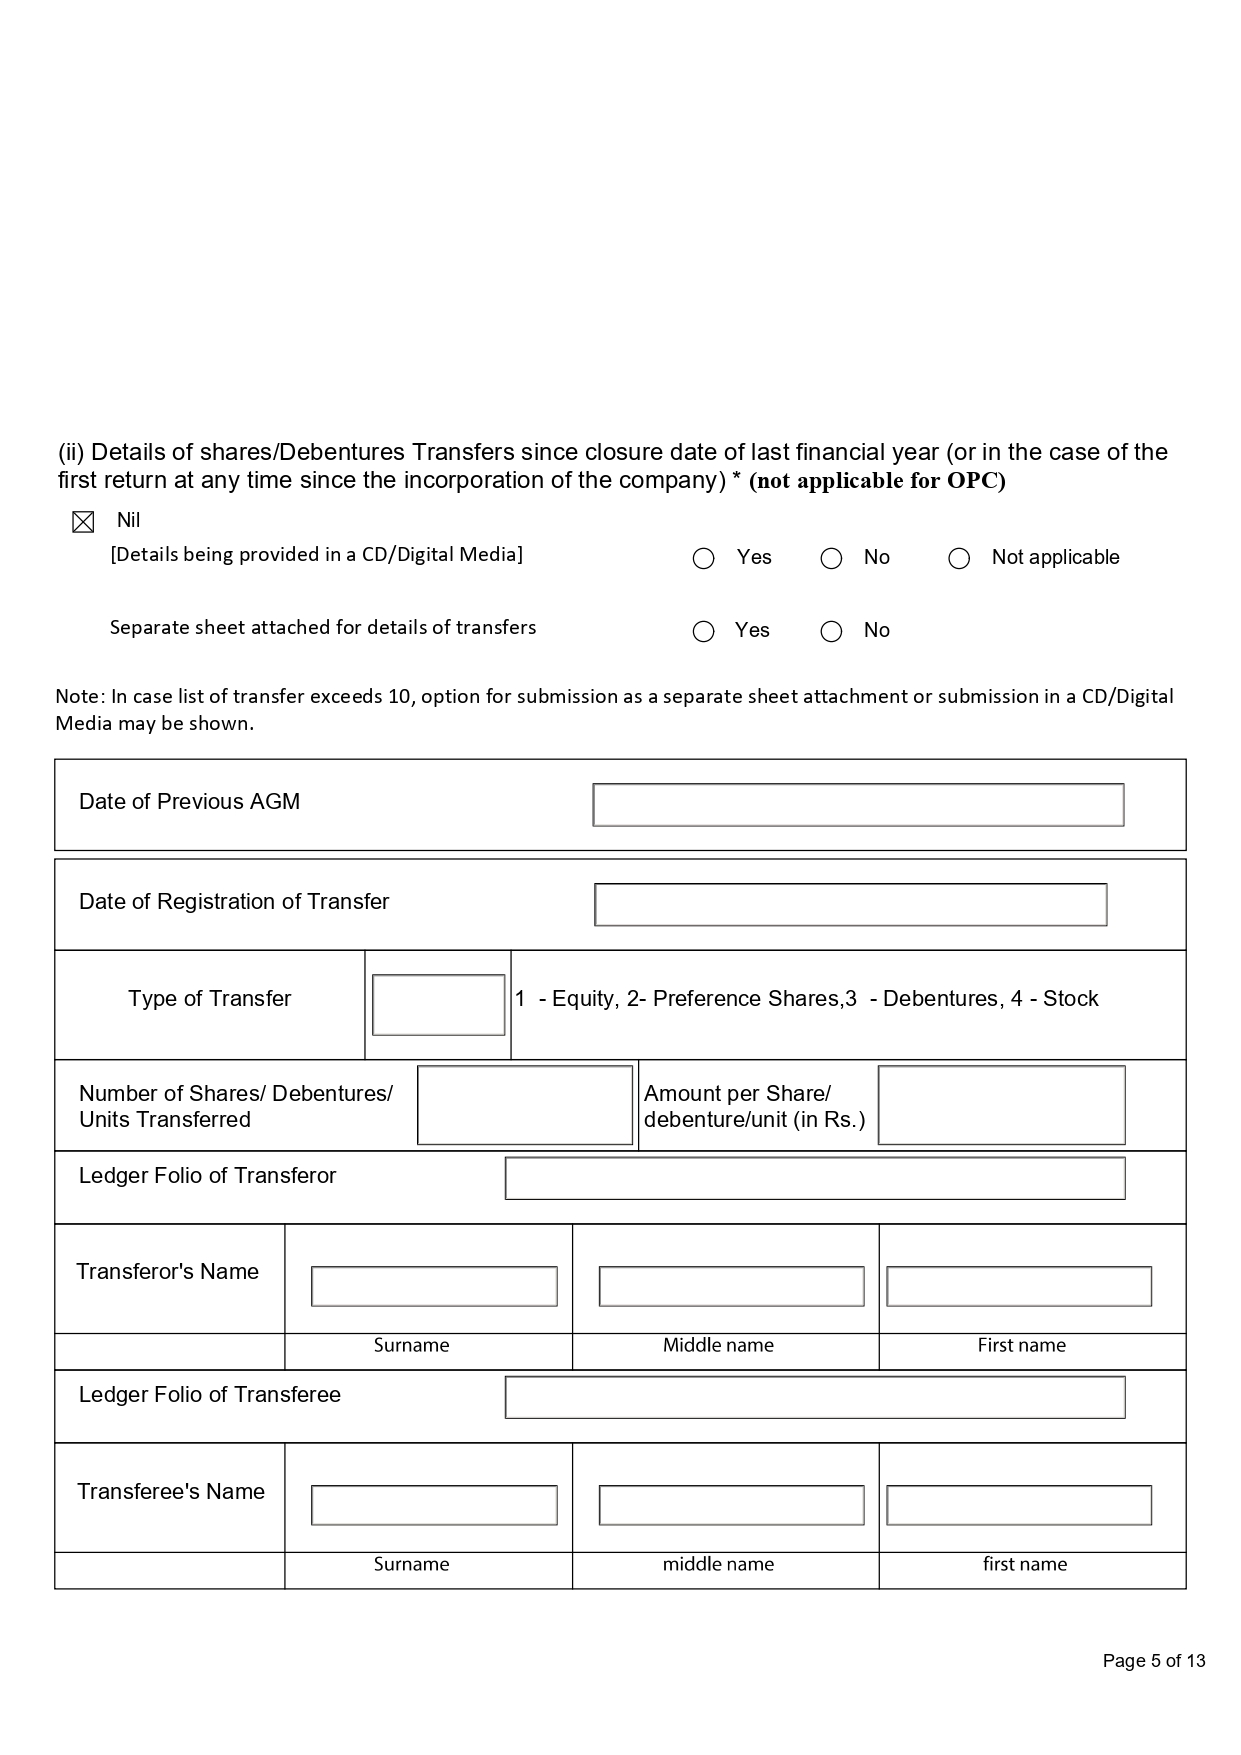 (ii) Details of shares/Debentures Transfers since closure date of last financial year (or in the case of the
first return at any time since the incorporation of the company) * (not applicable for OPC)
Nil
[Details being provided in a CD/Digital Media] Yes No Not applicable
Separate sheet attached for details of transfers Yes No
Note: In case list of transfer exceeds 10, option for submission as a separate sheet attachment or submission in a CD/Digital
Media may be shown.
Date of Previous AGM
Date of Registration of Transfer
Type of Transfer 1 - Equity, 2- Preference Shares,3 - Debentures, 4 - Stock
Number of Shares/ Debentures/
Units Transferred
Amount per Share/
debenture/unit (in Rs.)
Ledger Folio of Transferor
Transferor's Name
Surname Middle name First name
Ledger Folio of Transferee
Transferee's Name
Surname middle name first name
Page 5 of 13